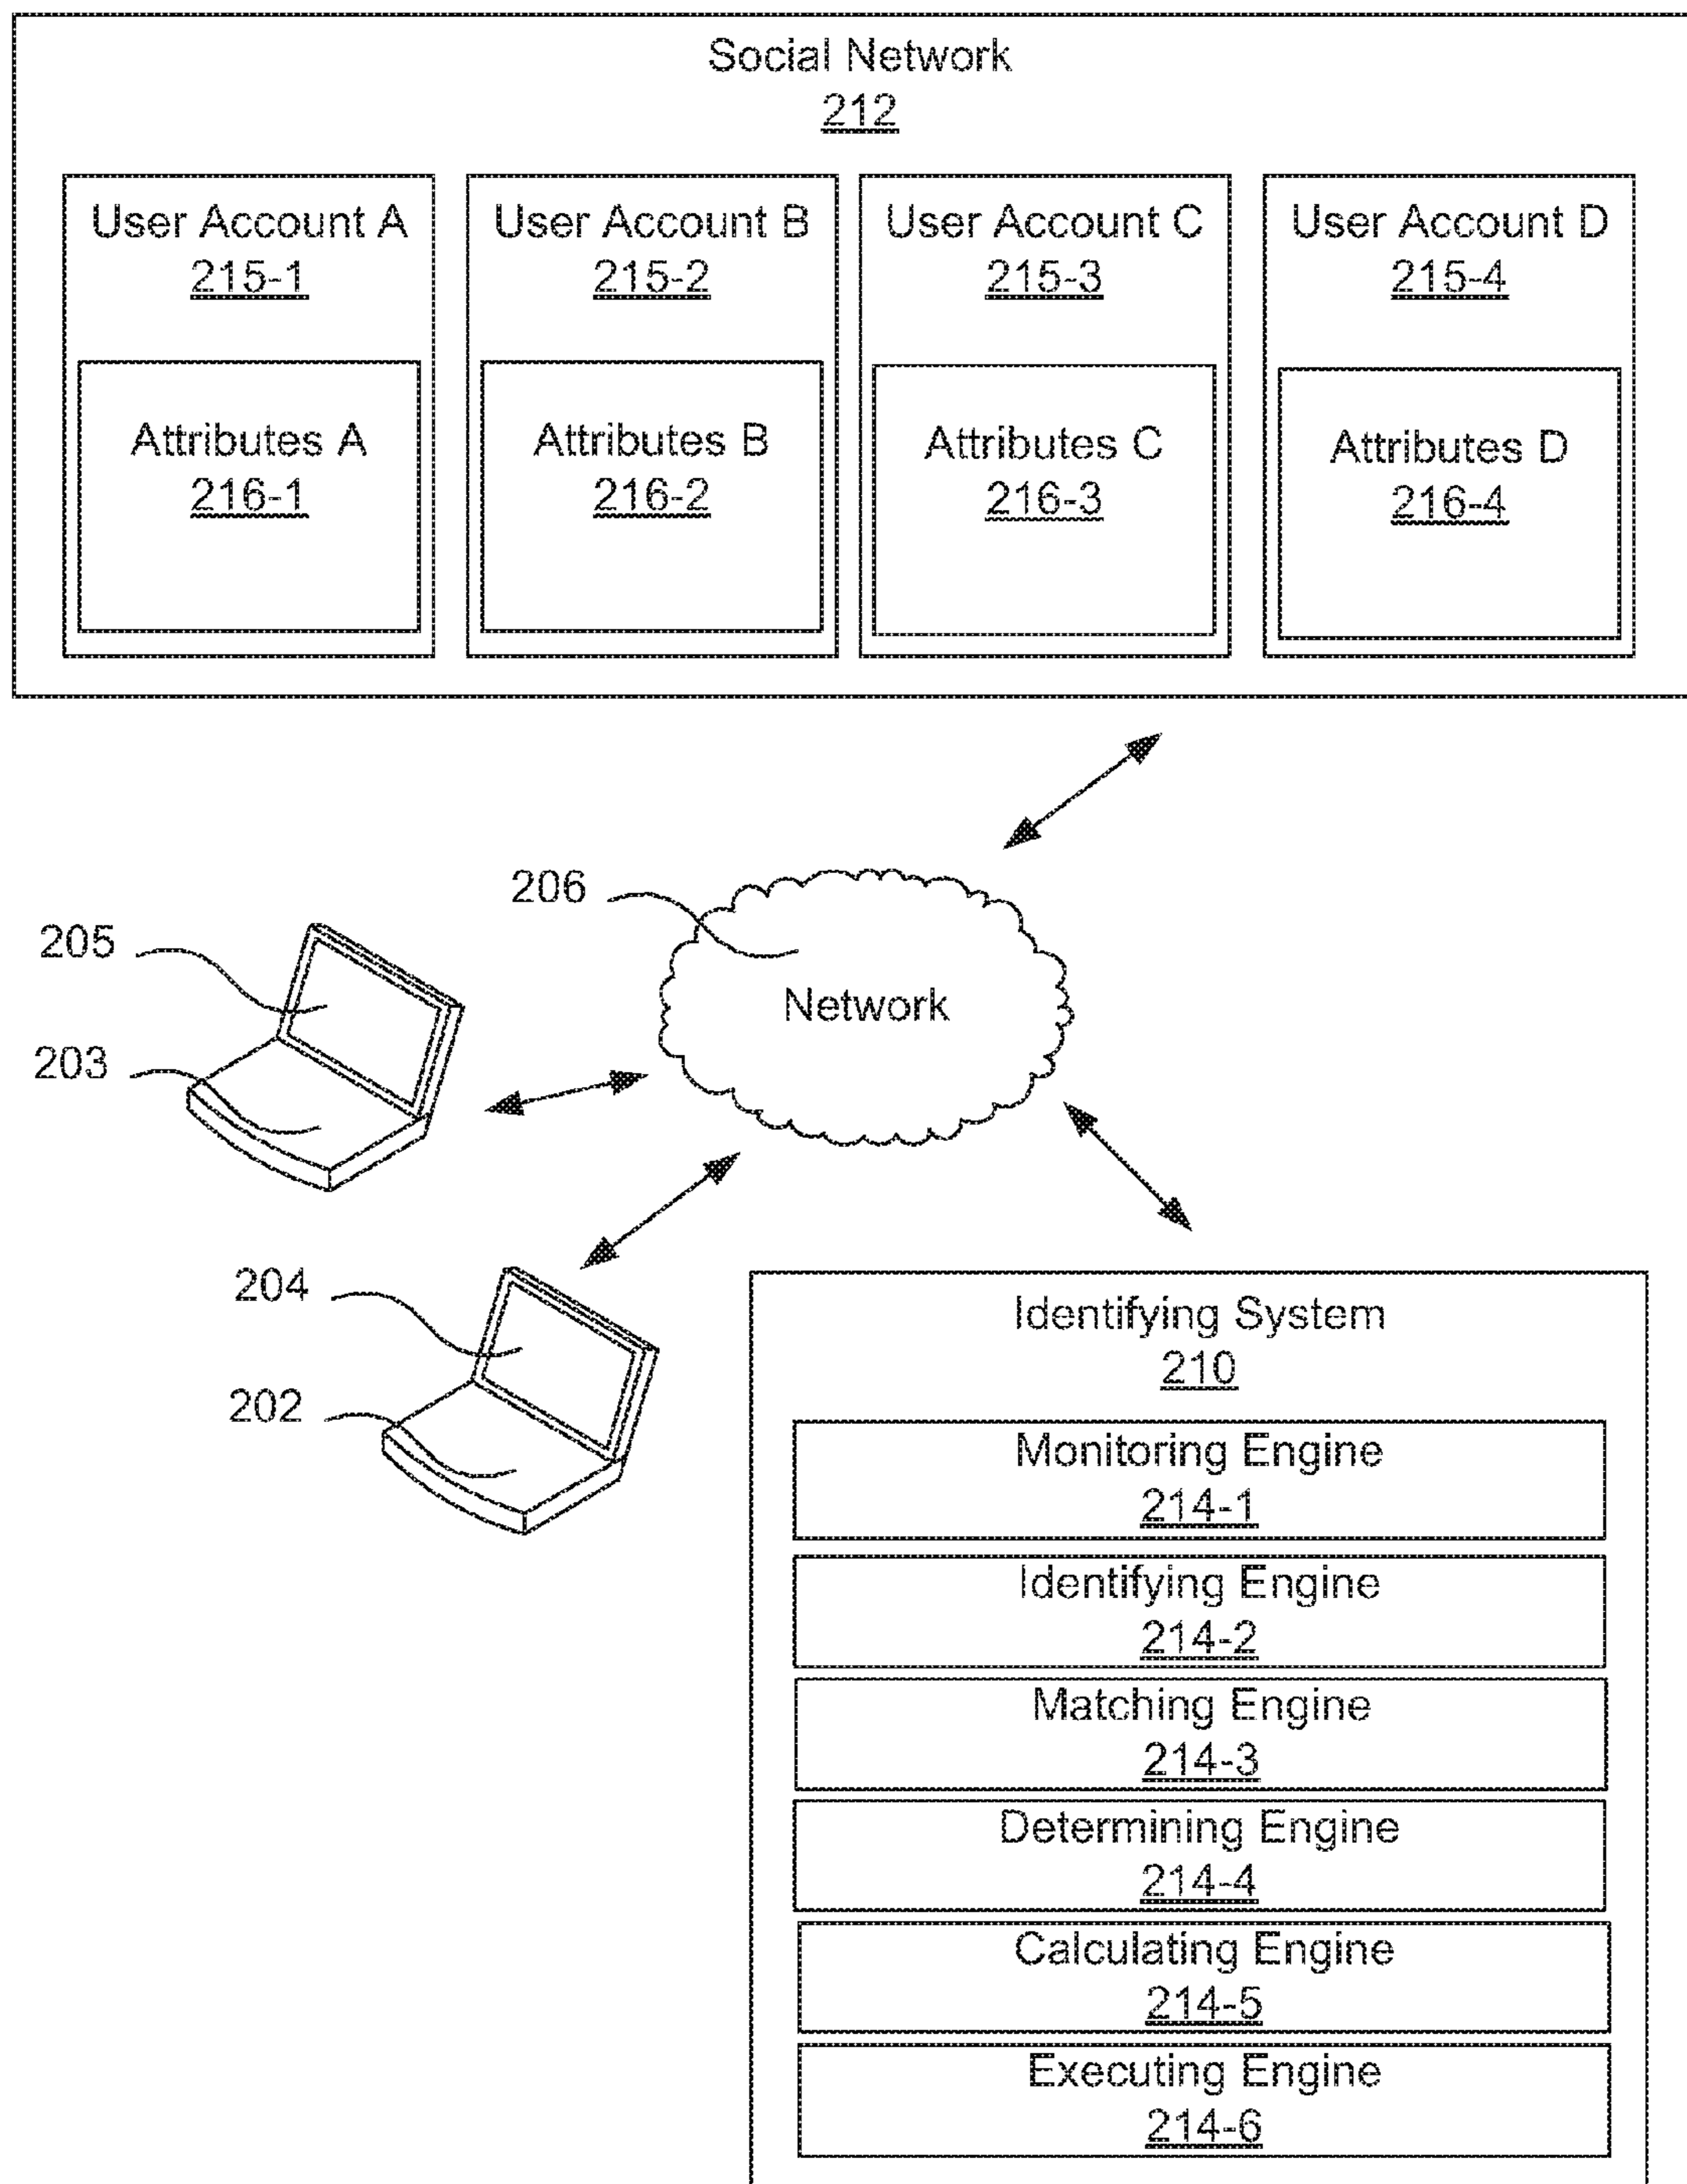 Social Network
212
User Account A
215-1
Attributes A
216-1
User Account B
215-2
Attributes B
216-2
User Account C
215-3
Attributes C
216-3
User Account D
215-4
Attributes D
216-4
206
Network
205
203
204
202
Identifying System
210
Monitoring Engine
214-1
Identifying Engine
214-2
Matching Engine
214-3
Determining Engine
214-4
Calculating Engine
214-5
Executing Engine
214-6